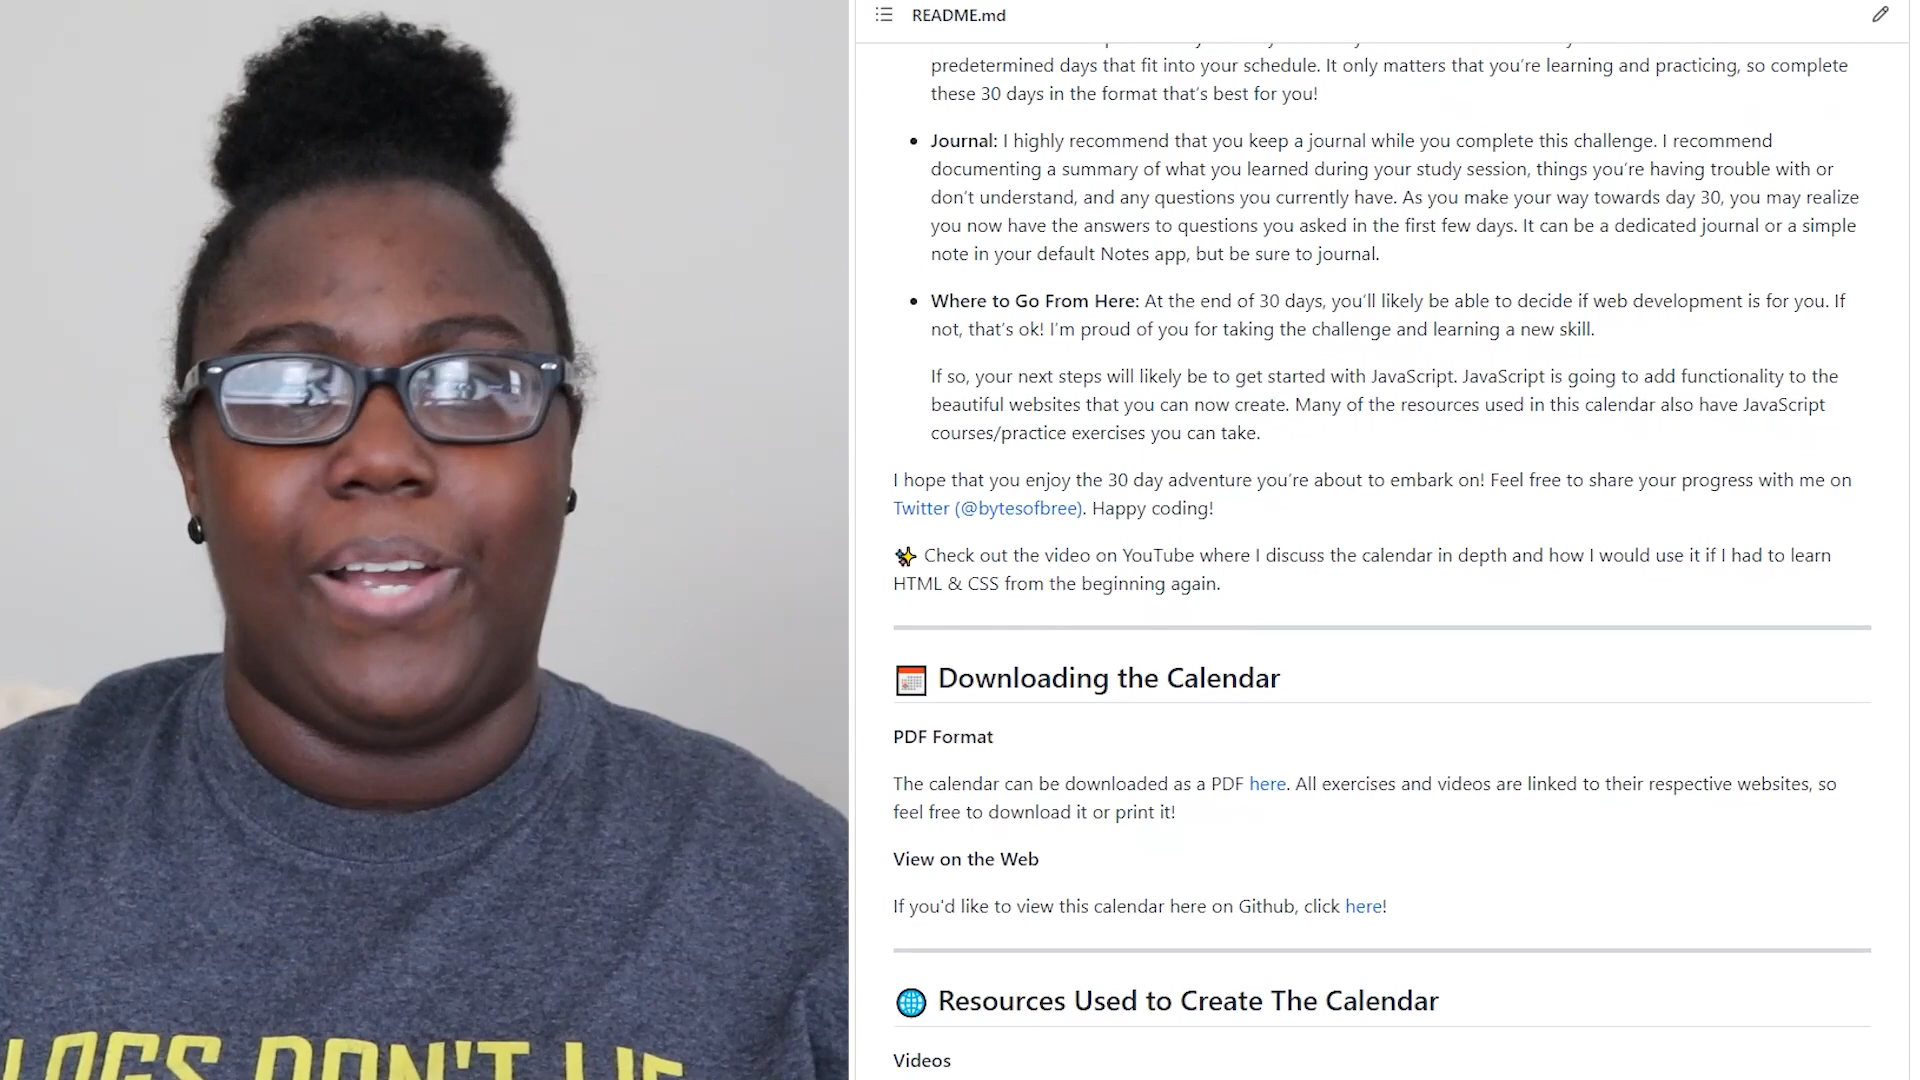 README.md
predetermined days that fit into your schedule. It only matters that you're learning and practicing, so complete
these 30 days in the format that's best for you!
Journal: I highly recommend that you keep a journal while you complete this challenge. I recommend
documenting a summary of what you learned during your study session, things you're having trouble with or
don't understand, and any questions you currently have. As you make your way towards day 30, you may realize
you now have the answers to questions you asked in the first few days. It can be a dedicated journal or a simple
note in your default Notes app, but be sure to journal.
Where to Go From Here: At the end of 30 days, you'll likely be able to decide if web development is for you. If
not, that's ok! I'm proud of you for taking the challenge and learning a new skill.
If so, your next steps will likely be to get started with JavaScript. JavaScript is going to add functionality to the
beautiful websites that you can now create. Many of the resources used in this calendar also have JavaScript
courses/practice exercises you can take.
I hope that you enjoy the 30 day adventure you're about to embark on! Feel free to share your progress with me on
Twitter (@bytesofbree). Happy coding!
Check out the video on YouTube where I discuss the calendar in depth and how I would use it if I had to learn
HTML & CSS from the beginning again.
Downloading the Calendar
PDF Format
The calendar can be downloaded as a PDF here. All exercises and videos are linked to their respective websites, so
feel free to download it or print it!
View on the Web
If you'd like to view this calendar here on Github, click here!
Resources Used to Create The Calendar
Videos
LOGS DON'T LIE